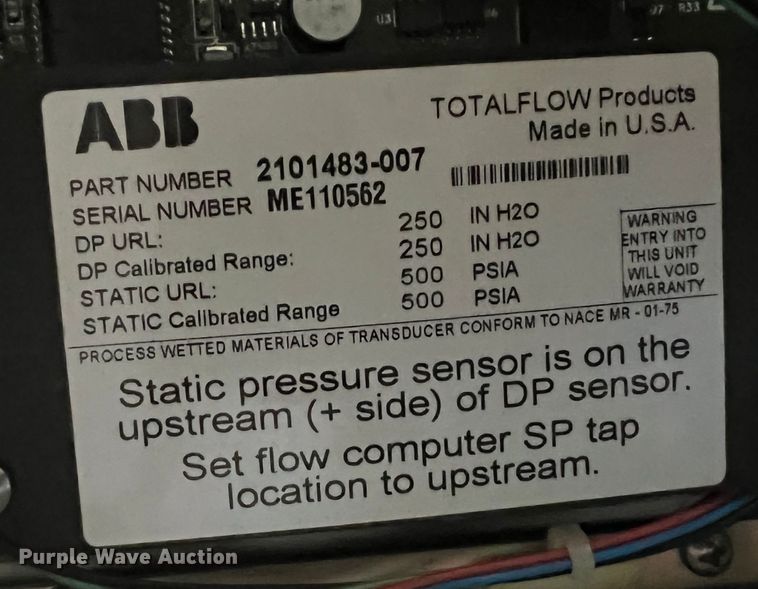 U3
R33
ABB
TOTALFLOW Products
Made in U.S.A.
PART NUMBER 2101483-007
SERIAL NUMBER ME110562
DP URL: 250 IN H2O
DP Calibrated Range: 250 IN H2O
STATIC URL: 500 PSIA
STATIC Calibrated Range 500 PSIA
WARNING
ENTRY INTO
THIS UNIT
WILL VOID
WARRANTY
PROCESS WETTED MATERIALS OF TRANSDUCER CONFORM TO NACE MR - 01-75
Static pressure sensor is on the
upstream (+ side) of DP sensor.
Set flow computer SP tap
location to upstream.
Purple Wave Auction